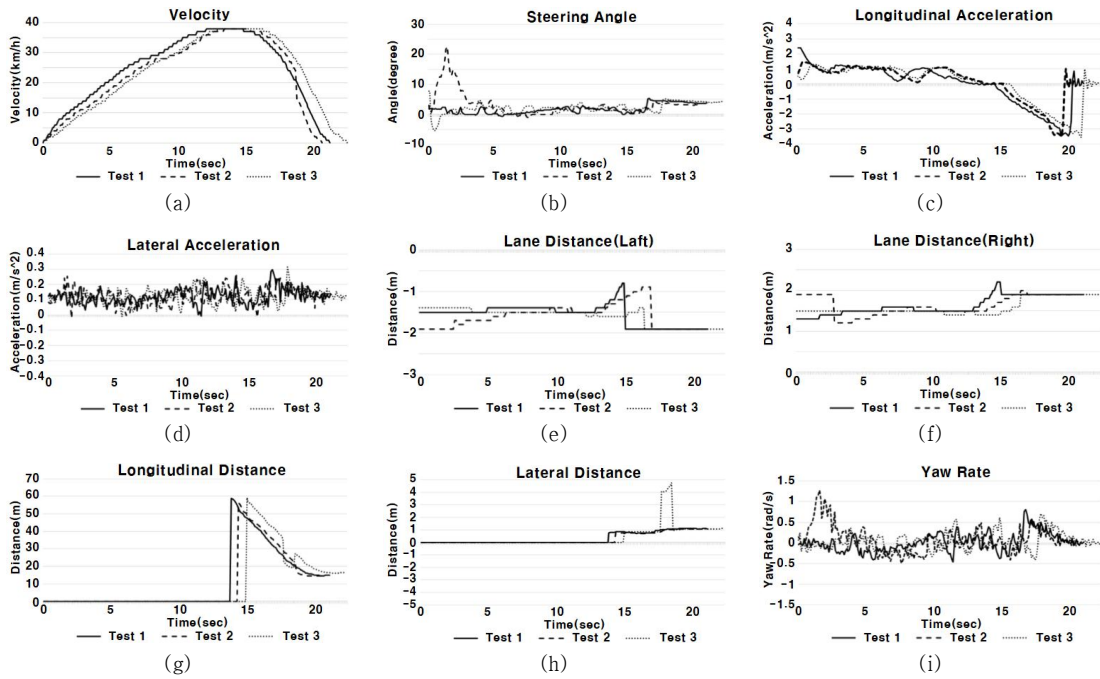 Velocity
40
30
20
10
0
Velocity(km/h)
0 5 10 15 20
Time(sec)
Test 1 Test 2 Test 3
(a)
Steering Angle
30
20
10
0
-10
Angle(degree)
0 5 10 15 20
Time(sec)
Test 1 Test 2 Test 3
(b)
Longitudinal Acceleration
4
3
2
1
0
-1
-2
-3
-4
Acceleration(m/s^2)
0 5 10 15 20
Time(sec)
Test 1 Test 2 Test 3
(c)
Lateral Acceleration
0.4
0.3
0.2
0.1
0
-0.1
-0.2
-0.3
-0.4
Acceleration(m/s^2)
0 5 10 15 20
Time(sec)
Test 1 Test 2 Test 3
(d)
Lane Distance(Laft)
0
-1
-2
-3
Distance(m)
0 5 10 15 20
Time(sec)
Test 1 Test 2 Test 3
(e)
Lane Distance(Right)
3
2
1
0
Distance(m)
0 5 10 15 20
Time(sec)
Test 1 Test 2 Test 3
(f)
Longitudinal Distance
70
60
50
40
30
20
10
0
Distance(m)
0 5 10 15 20
Time(sec)
Test 1 Test 2 Test 3
(g)
Lateral Distance
5
4
3
2
1
0
-1
-2
-3
-4
-5
Distance(m)
0 5 10 15 20
Time(sec)
Test 1 Test 2 Test 3
(h)
Yaw Rate
1.5
1
0.5
0
-0.5
-1
-1.5
Yaw_Rate(rad/s)
0 5 10 15 20
Time(sec)
Test 1 Test 2 Test 3
(i)